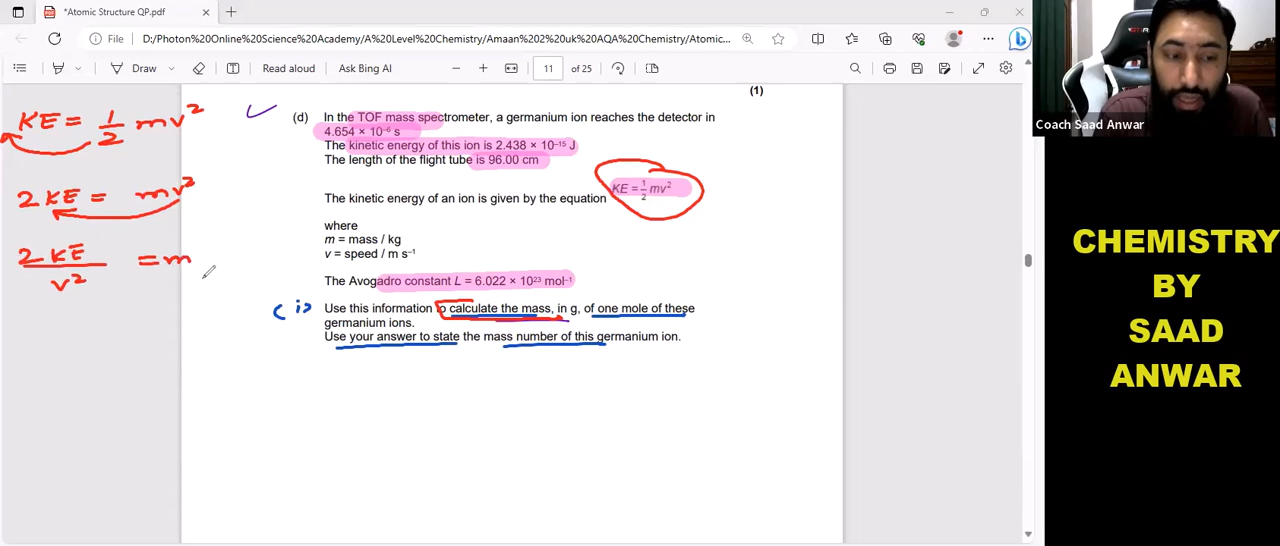 *Atomic Structure QP.pdf
File
D:/Photon%20Online%20Science%20Academy/A%20Level%20Chemistry/Amaan%202%20uk%20AQA%20Chemistry/Atomic...
Draw
Read aloud
Ask Bing AI
11 of 25
(1)
(d) In the TOF mass spectrometer, a germanium ion reaches the detector in
4.654 × 10⁻⁶ s
The kinetic energy of this ion is 2.438 × 10⁻¹⁵ J
The length of the flight tube is 96.00 cm
The kinetic energy of an ion is given by the equation KE = 1/2 mv²
where
m = mass / kg
v = speed / m s⁻¹
The Avogadro constant L = 6.022 × 10²³ mol⁻¹
Use this information to calculate the mass, in g, of one mole of these
germanium ions.
Use your answer to state the mass number of this germanium ion.
KE = 1/2 mv²
2 KE = mv²
2 KE / v² = m
Coach Saad Anwar
CHEMISTRY
BY
SAAD
ANWAR